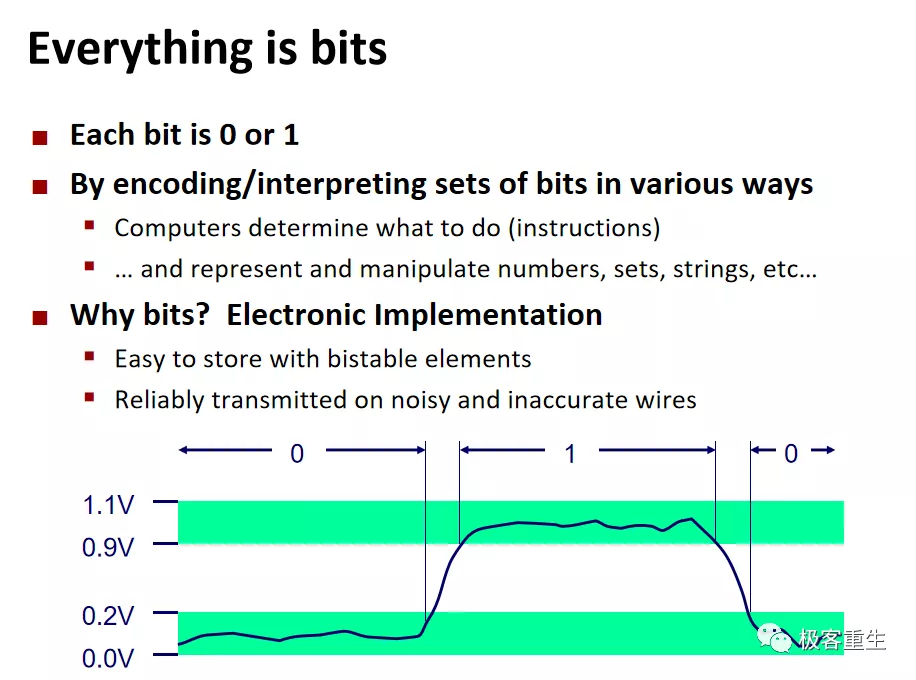 Everything is bits
Each bit is 0 or 1
By encoding/interpreting sets of bits in various ways
Computers determine what to do (instructions)
… and represent and manipulate numbers, sets, strings, etc…
Why bits?  Electronic Implementation
Easy to store with bistable elements
Reliably transmitted on noisy and inaccurate wires
0 1 0
1.1V
0.9V
0.2V
0.0V
极客重生